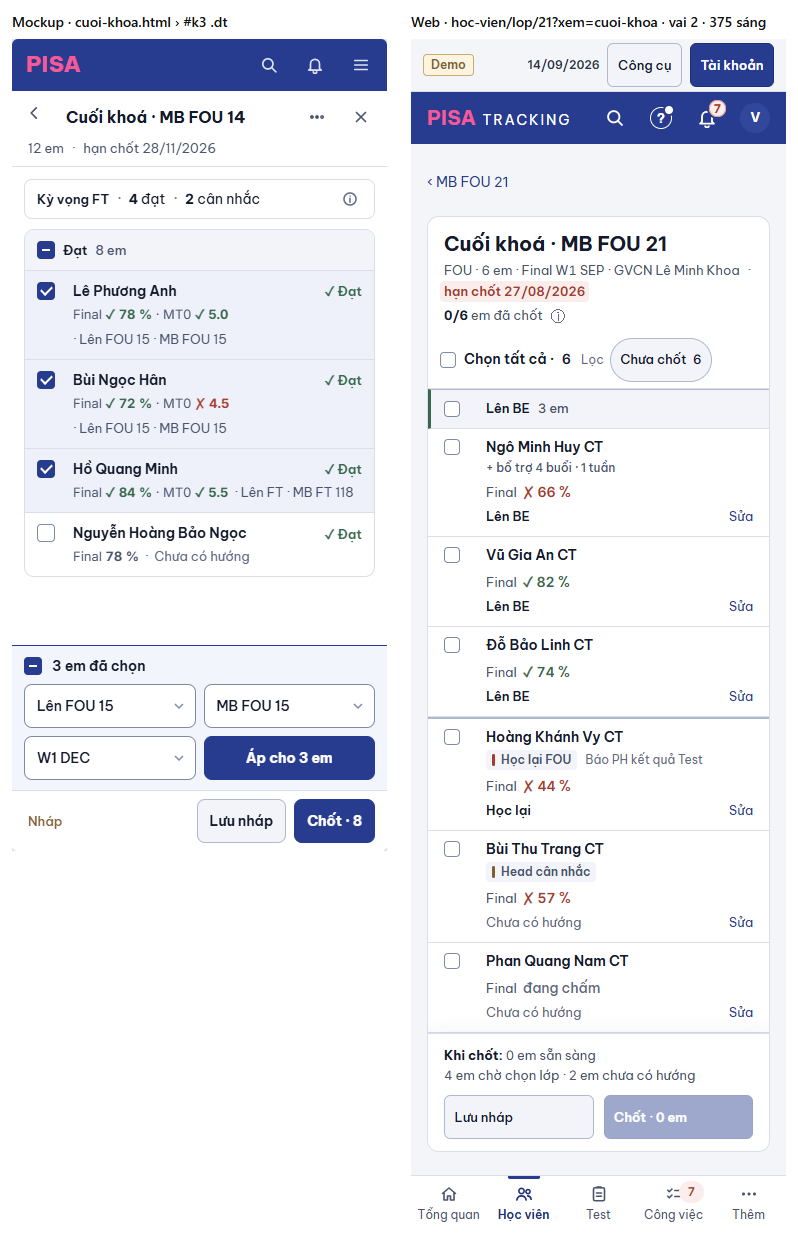 Mockup · cuoi-khoa.html › #k3 .dt
PISA
Cuối khoá · MB FOU 14
12 em · hạn chốt 28/11/2026
Kỳ vọng FT · 4 đạt · 2 cân nhắc
Đạt 8 em
Lê Phương Anh ✓ Đạt
Final ✓ 78 % · MT0 ✓ 5.0
· Lên FOU 15 · MB FOU 15
Bùi Ngọc Hân ✓ Đạt
Final ✓ 72 % · MT0 ✗ 4.5
· Lên FOU 15 · MB FOU 15
Hồ Quang Minh ✓ Đạt
Final ✓ 84 % · MT0 ✓ 5.5 · Lên FT · MB FT 118
Nguyễn Hoàng Bảo Ngọc ✓ Đạt
Final 78 % · Chưa có hướng
3 em đã chọn
Lên FOU 15 MB FOU 15
W1 DEC Áp cho 3 em
Nháp Lưu nháp Chốt · 8
Web · hoc-vien/lop/21?xem=cuoi-khoa · vai 2 · 375 sáng
Demo 14/09/2026 Công cụ Tài khoản
PISA TRACKING ? 7 V
‹ MB FOU 21
Cuối khoá · MB FOU 21
FOU · 6 em · Final W1 SEP · GVCN Lê Minh Khoa ·
hạn chốt 27/08/2026
0/6 em đã chốt
Chọn tất cả · 6 Lọc Chưa chốt 6
Lên BE 3 em
Ngô Minh Huy CT
+ bổ trợ 4 buổi · 1 tuần
Final ✗ 66 %
Lên BE Sửa
Vũ Gia An CT
Final ✓ 82 %
Lên BE Sửa
Đỗ Bảo Linh CT
Final ✓ 74 %
Lên BE Sửa
Hoàng Khánh Vy CT
Học lại FOU Báo PH kết quả Test
Final ✗ 44 %
Học lại Sửa
Bùi Thu Trang CT
Head cân nhắc
Final ✗ 57 %
Chưa có hướng Sửa
Phan Quang Nam CT
Final đang chấm
Chưa có hướng Sửa
Khi chốt: 0 em sẵn sàng
4 em chờ chọn lớp · 2 em chưa có hướng
Lưu nháp Chốt · 0 em
7
Tổng quan Học viên Test Công việc Thêm